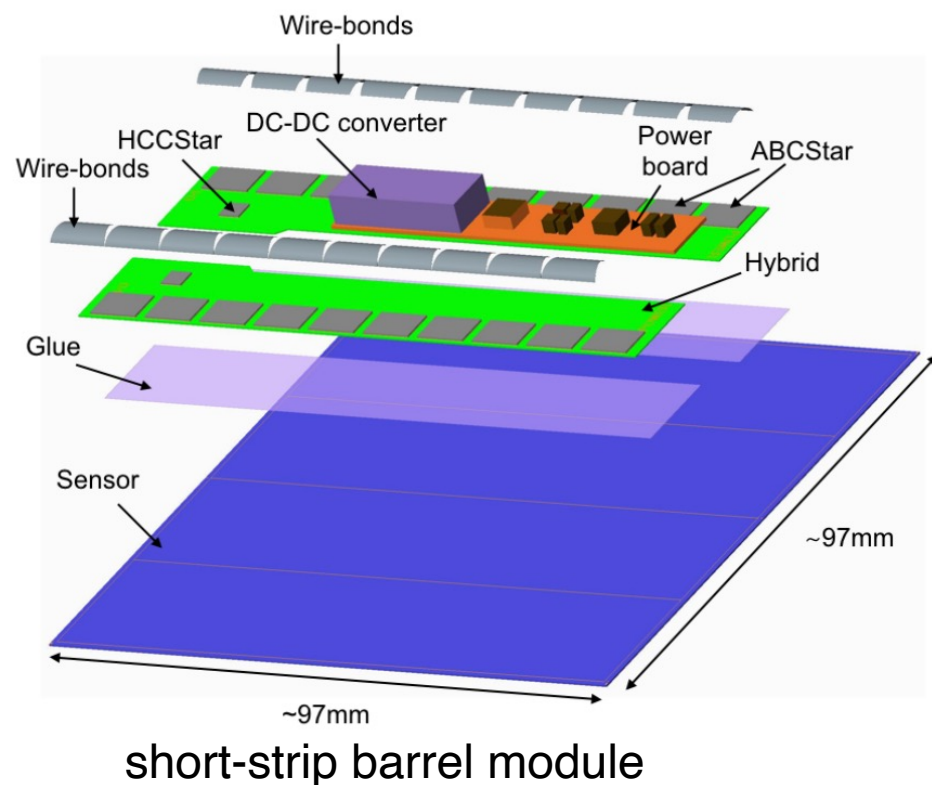 Wire-bonds
DC-DC converter
HCCStar
Power
board
ABCStar
Wire-bonds
Hybrid
Glue
Sensor
~97mm
~97mm
short-strip barrel module